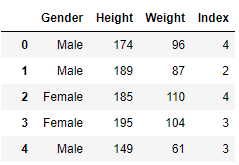 Gender Height Weight Index
0 Male 174 96 4
1 Male 189 87 2
2 Female 185 110 4
3 Female 195 104 3
4 Male 149 61 3